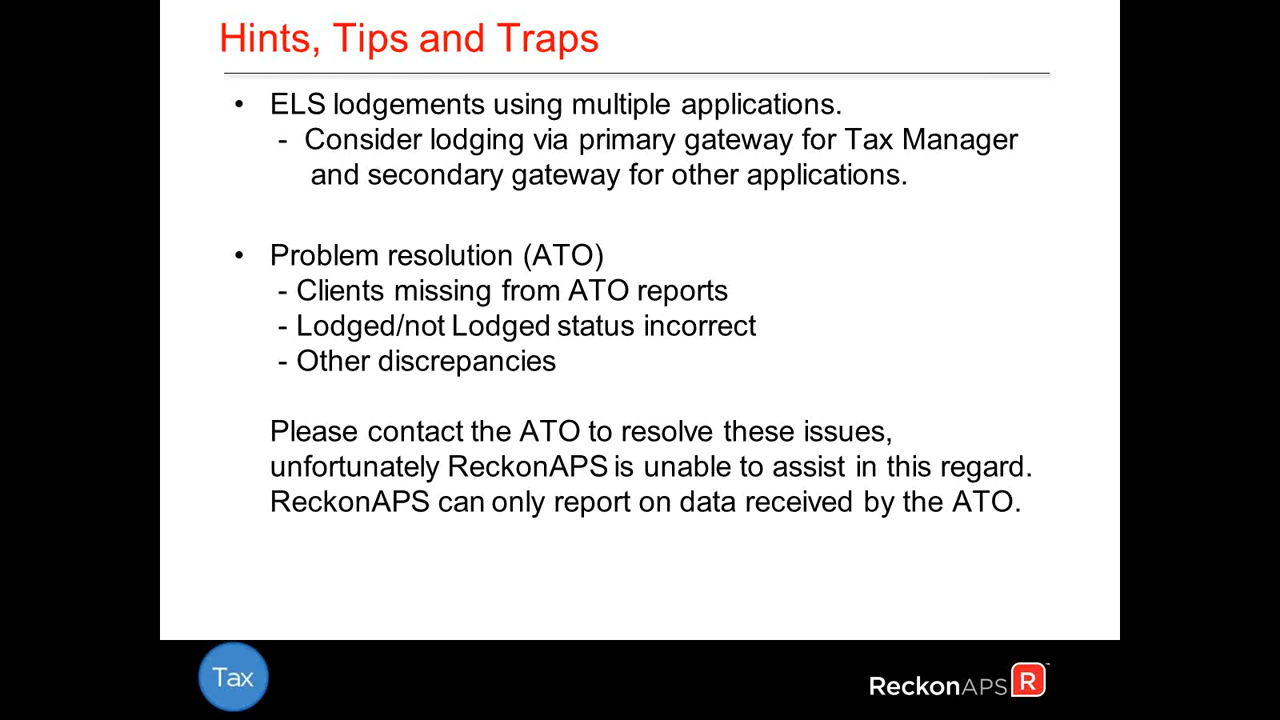 Hints, Tips and Traps
• ELS lodgements using multiple applications.
- Consider lodging via primary gateway for Tax Manager
and secondary gateway for other applications.
• Problem resolution (ATO)
- Clients missing from ATO reports
- Lodged/not Lodged status incorrect
- Other discrepancies
Please contact the ATO to resolve these issues,
unfortunately ReckonAPS is unable to assist in this regard.
ReckonAPS can only report on data received by the ATO.
Tax
ReckonAPS R